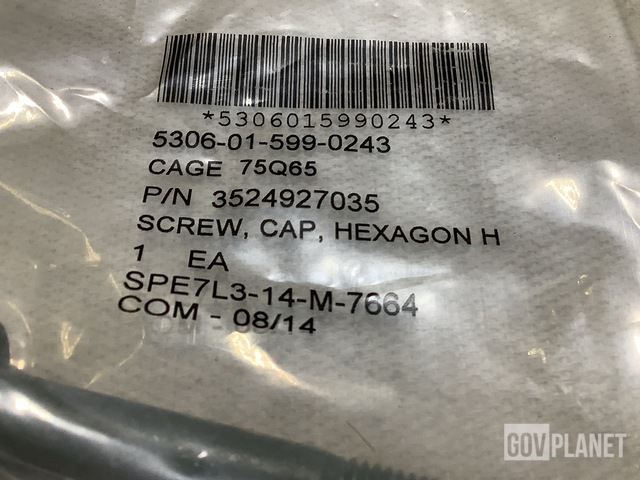 *5306015990243*
5306-01-599-0243
CAGE 75Q65
P/N 3524927035
SCREW, CAP, HEXAGON H
1 EA
SPE7L3-14-M-7664
COM - 08/14
GOVPLANET